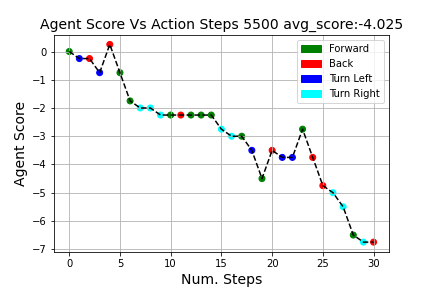 Agent Score Vs Action Steps 5500 avg_score:-4.025
Forward
Back
Turn Left
Turn Right
Agent Score
0
−1
−2
−3
−4
−5
−6
−7
0 5 10 15 20 25 30
Num. Steps